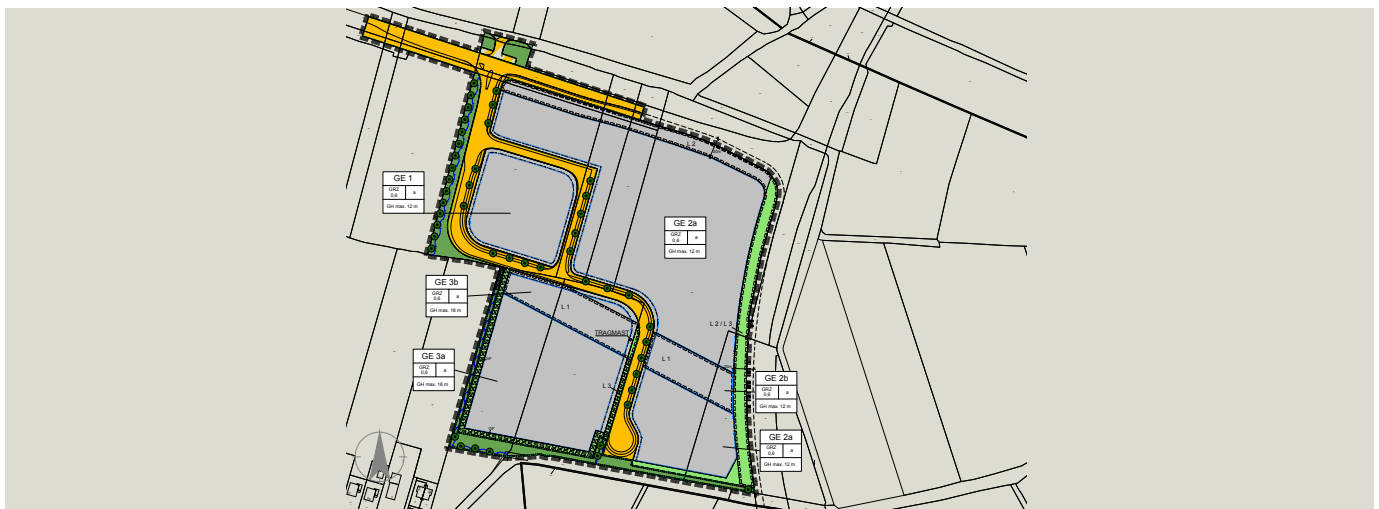 L 2
GE 1
GRZ
0,6
a
GH max. 12 m
GE 2a
GRZ
0,6
a
GH max. 12 m
GE 3b
GRZ
0,6
a
GH max. 18 m
L 1
TRAGMAST
L 2 / L 3
L 1
GE 3a
GRZ
0,6
a
GH max. 18 m
L 3
GE 2b
GRZ
0,6
a
GH max. 12 m
GE 2a
GRZ
0,6
a
GH max. 12 m